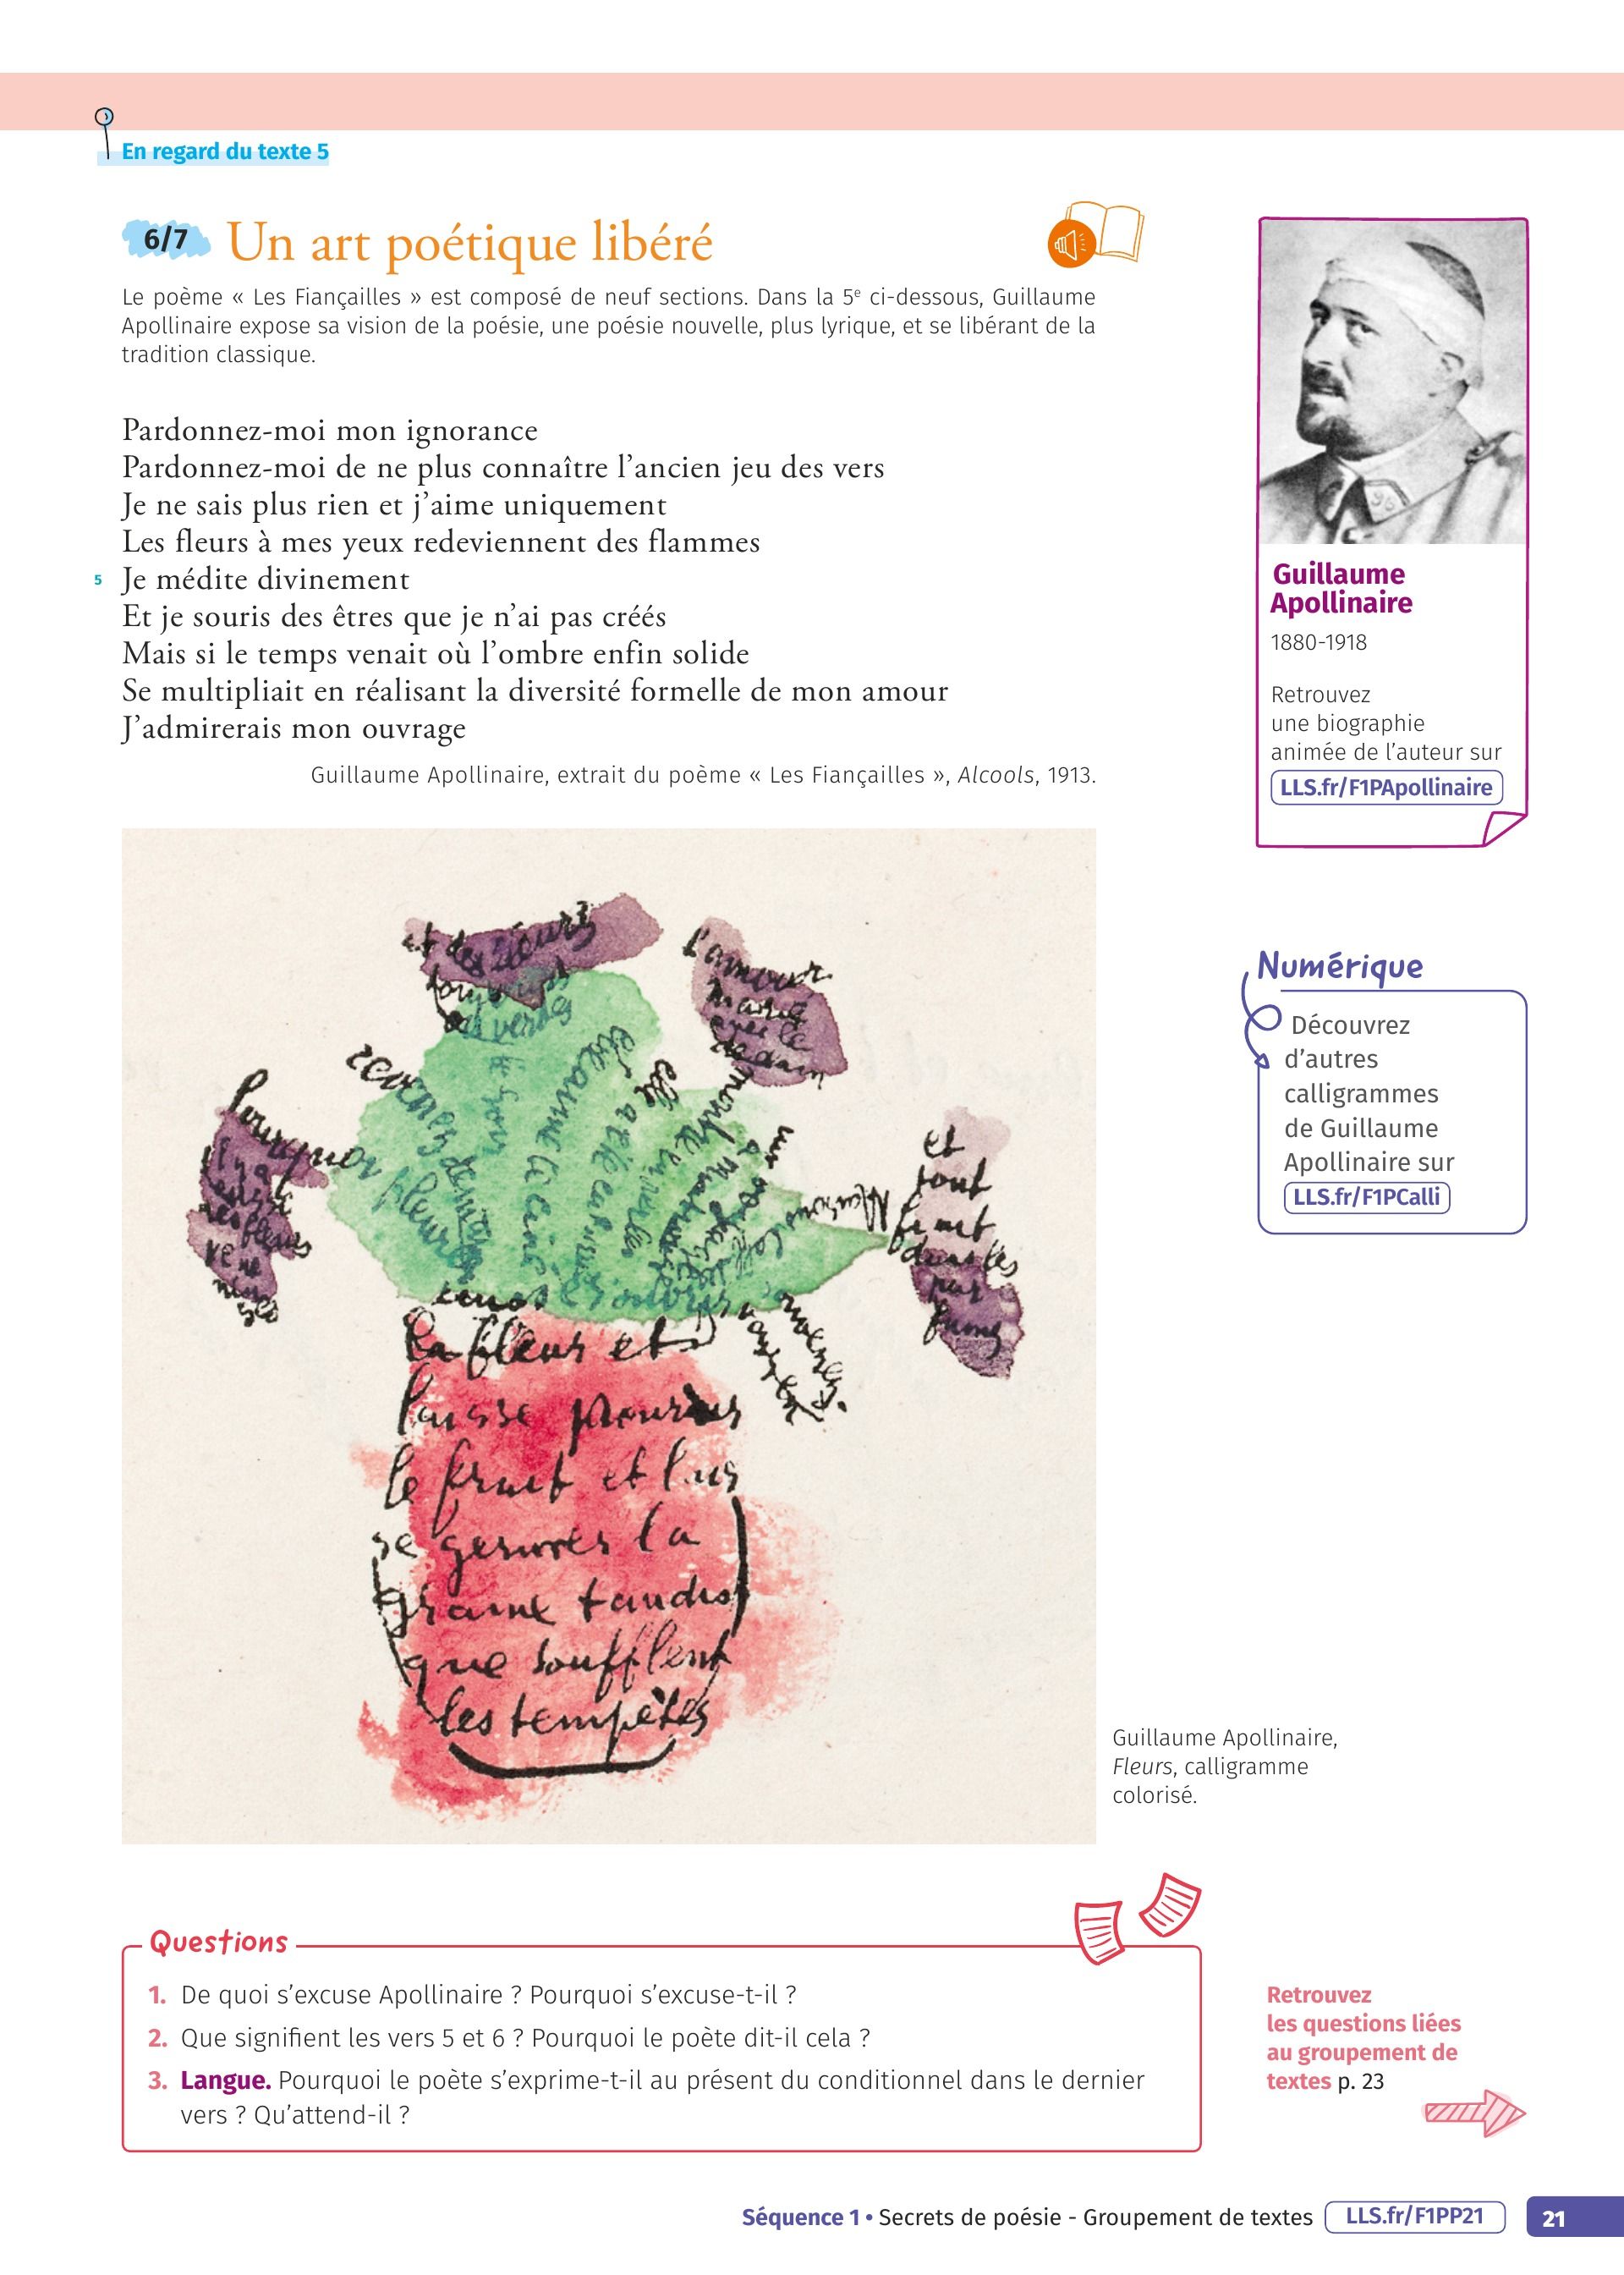 En regard du texte 5
6/7 Un art poétique libéré
Le poème « Les Fiançailles » est composé de neuf sections. Dans la 5e ci-dessous, Guillaume
Apollinaire expose sa vision de la poésie, une poésie nouvelle, plus lyrique, et se libérant de la
tradition classique.
Pardonnez-moi mon ignorance
Pardonnez-moi de ne plus connaître l’ancien jeu des vers
Je ne sais plus rien et j’aime uniquement
Les fleurs à mes yeux redeviennent des flammes
5 Je médite divinement
Et je souris des êtres que je n’ai pas créés
Mais si le temps venait où l’ombre enfin solide
Se multipliait en réalisant la diversité formelle de mon amour
J’admirerais mon ouvrage
Guillaume Apollinaire, extrait du poème « Les Fiançailles », Alcools, 1913.
Guillaume
Apollinaire
1880-1918
Retrouvez
une biographie
animée de l’auteur sur
LLS.fr/F1PApollinaire
Numérique
Découvrez
d’autres
calligrammes
de Guillaume
Apollinaire sur
LLS.fr/F1PCalli
et des
l'amour
Pourquoi
et
tout
la fleur et
laisse
le fruit et
la
graine tandis
que soufflent
les tempêtes
Guillaume Apollinaire,
Fleurs, calligramme
colorisé.
Questions
1. De quoi s’excuse Apollinaire ? Pourquoi s’excuse-t-il ?
2. Que signifient les vers 5 et 6 ? Pourquoi le poète dit-il cela ?
3. Langue. Pourquoi le poète s’exprime-t-il au présent du conditionnel dans le dernier
vers ? Qu’attend-il ?
Retrouvez
les questions liées
au groupement de
textes p. 23
Séquence 1 • Secrets de poésie - Groupement de textes LLS.fr/F1PP21 21